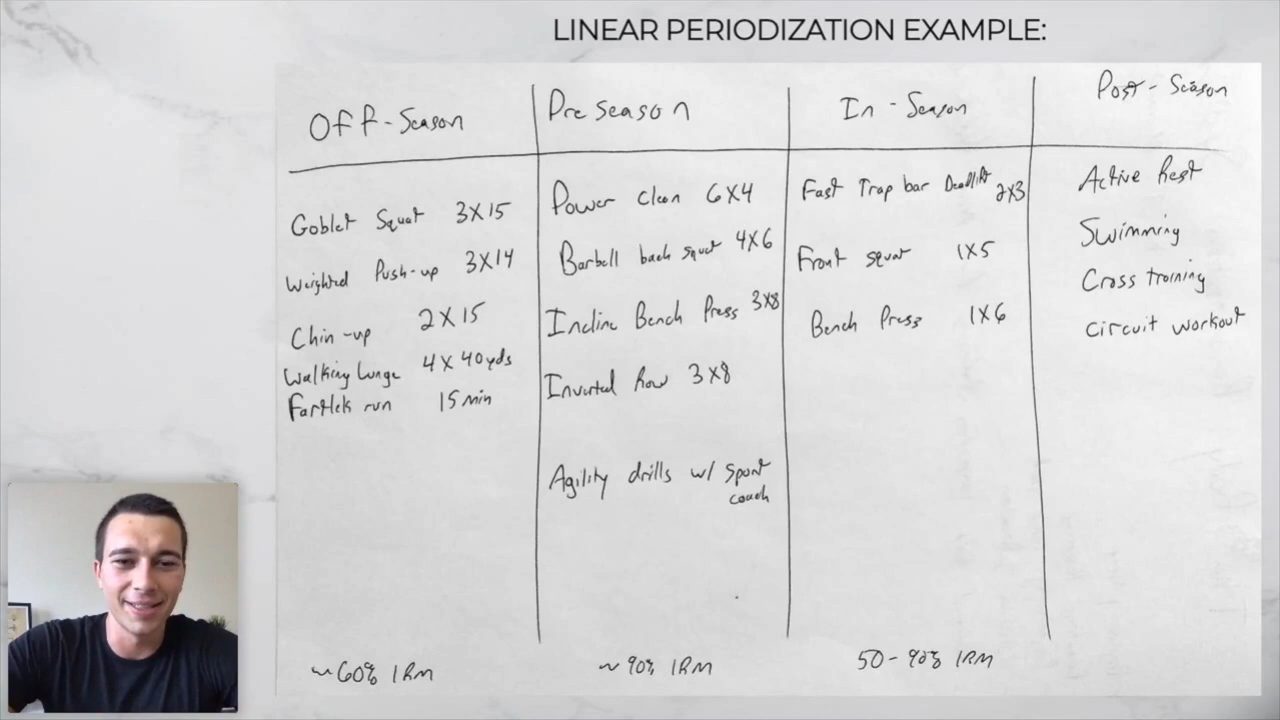 LINEAR PERIODIZATION EXAMPLE:
Off-Season
Goblet Squat 3X15
Weighted Push-up 3X14
Chin-up 2X15
Walking Lunge 4X40yds
Fartlek run 15 min
~60% 1RM
Preseason
Power Clean 6X4
Barbell back squat 4X6
Incline Bench Press 3X8
Inverted Row 3X8
Agility drills w/ Sport
coach
~90% 1RM
In-Season
Fast Trap bar Deadlift
2X3
Front squat 1X5
Bench Press 1X6
50-90% 1RM
Post-Season
Active Rest
Swimming
Cross training
Circuit workout